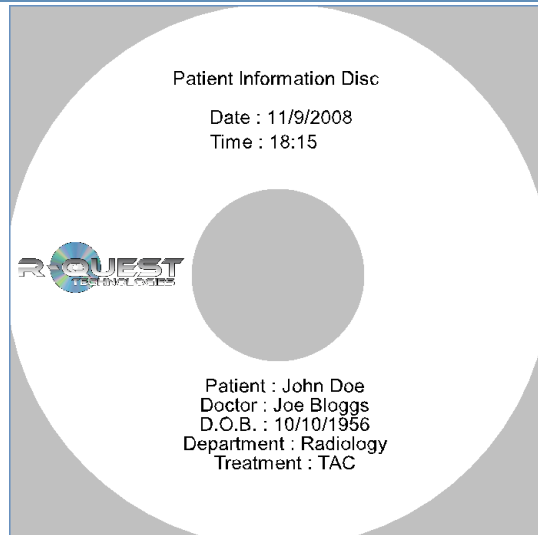 Patient Information Disc
Date : 11/9/2008
Time : 18:15
R-QUEST
TECHNOLOGIES
Patient : John Doe
Doctor : Joe Bloggs
D.O.B. : 10/10/1956
Department : Radiology
Treatment : TAC